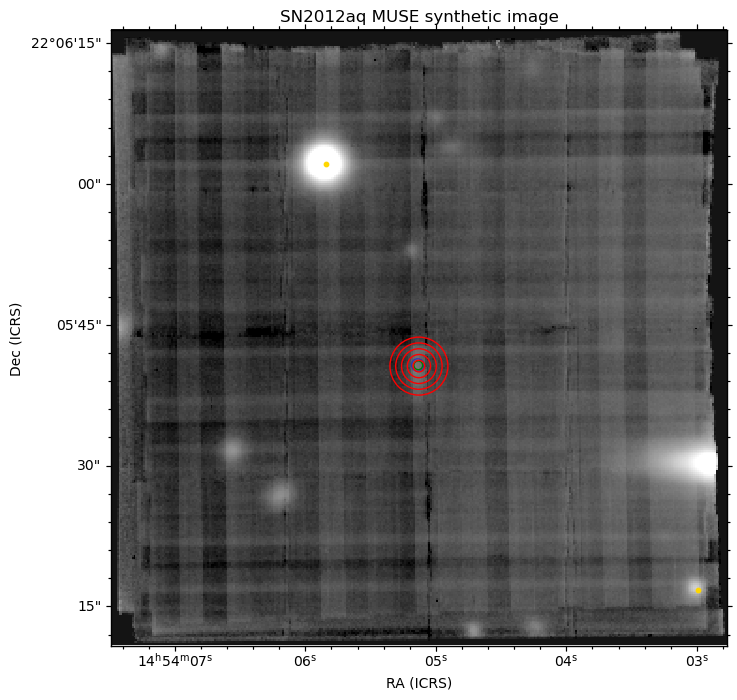 SN2012aq MUSE synthetic image
22°06'15"
00"
05'45"
30"
15"
Dec (ICRS)
14h54m07s
06s
05s
04s
03s
RA (ICRS)